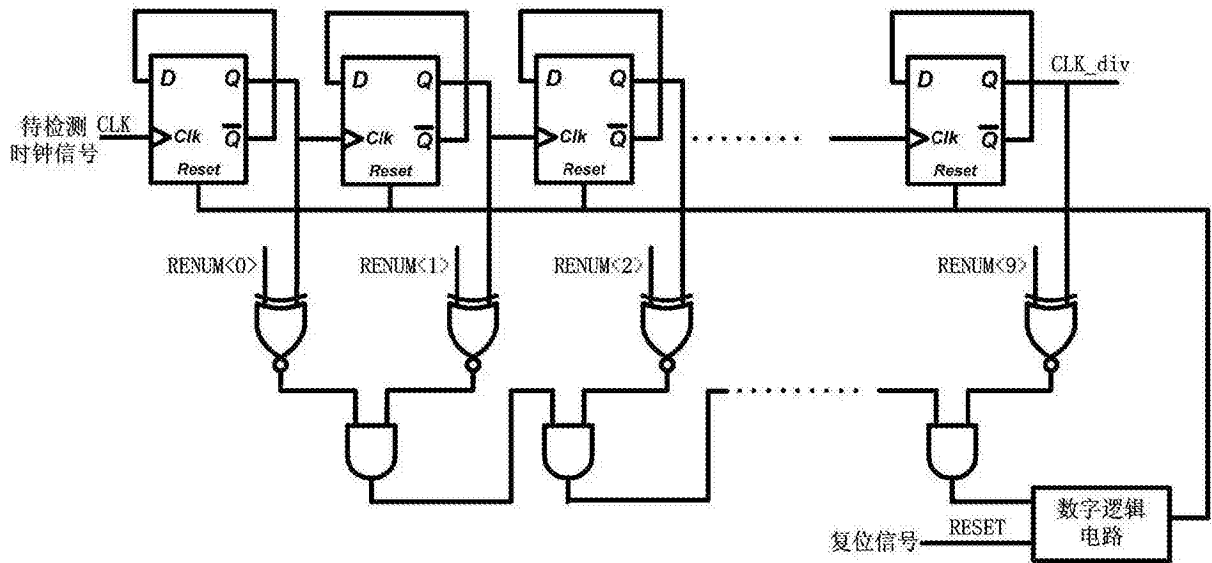 D Q
Clk Q
Reset
D Q
Clk Q
Reset
D Q
Clk Q
Reset
D Q
Clk Q
Reset
CLK_div
待检测 CLK
时钟信号
RENUM<0>
RENUM<1>
RENUM<2>
RENUM<9>
数字逻辑
电路
复位信号 RESET